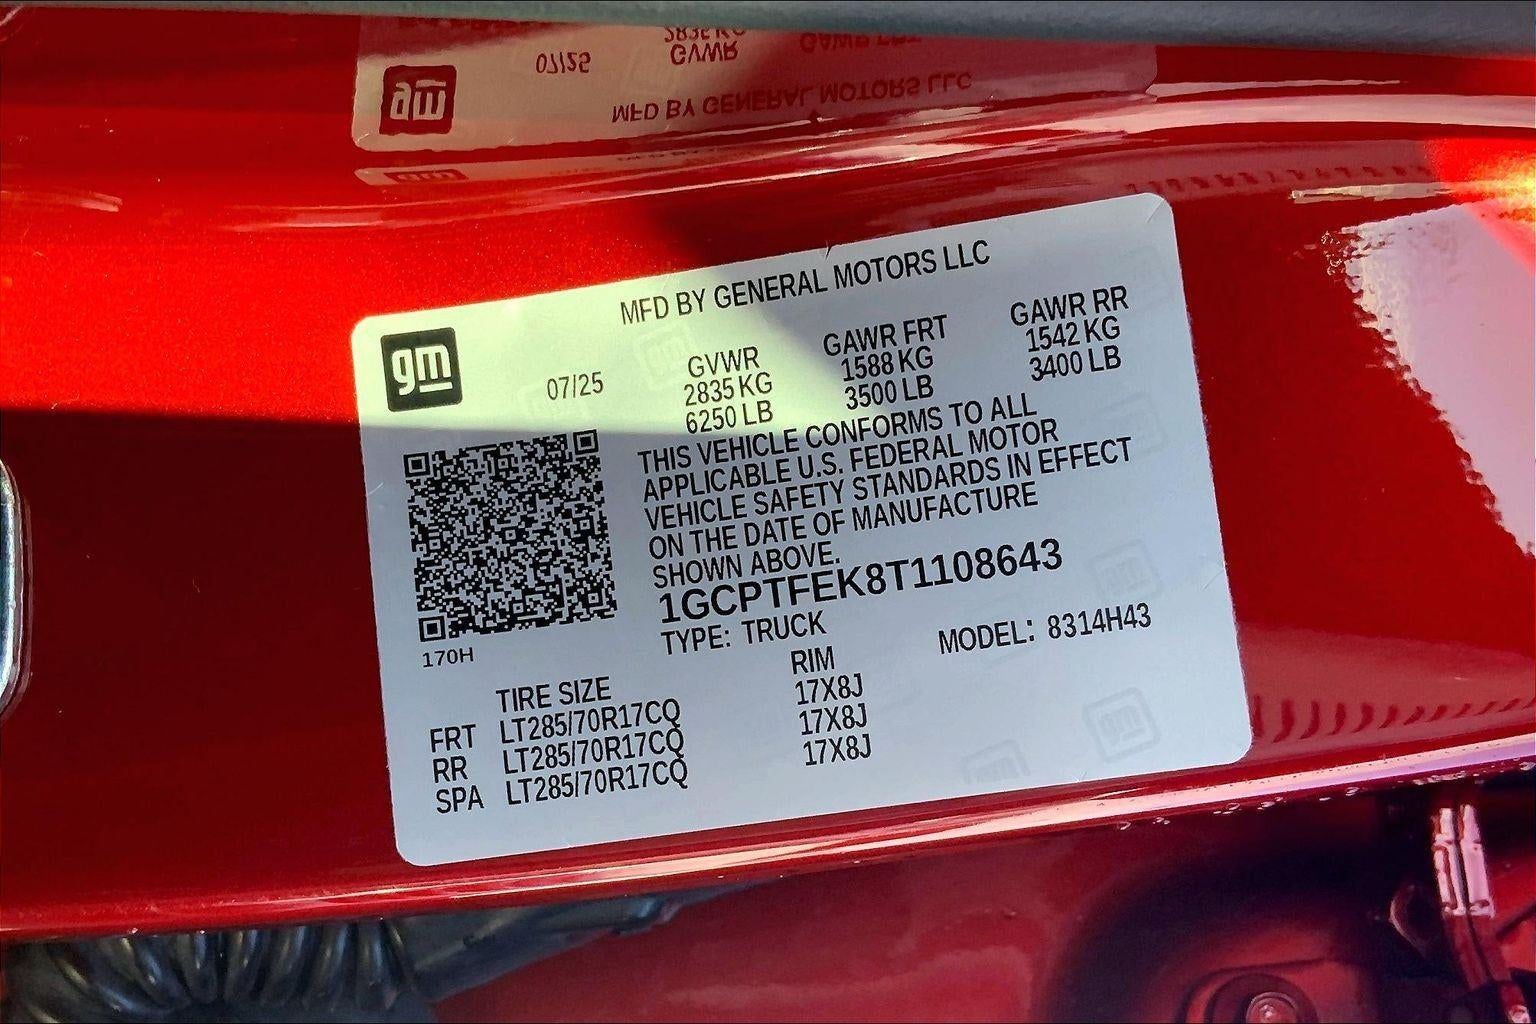 MFD BY GENERAL MOTORS LLC
gm
07/25
GVWR
2835 KG
6250 LB
GAWR FRT
1588 KG
3500 LB
GAWR RR
1542 KG
3400 LB
THIS VEHICLE CONFORMS TO ALL
APPLICABLE U.S. FEDERAL MOTOR
VEHICLE SAFETY STANDARDS IN EFFECT
ON THE DATE OF MANUFACTURE
SHOWN ABOVE.
1GCPTFEK8T1108643
TYPE: TRUCK
MODEL: 8314H43
170H
TIRE SIZE RIM
FRT LT285/70R17CQ 17X8J
RR LT285/70R17CQ 17X8J
SPA LT285/70R17CQ 17X8J